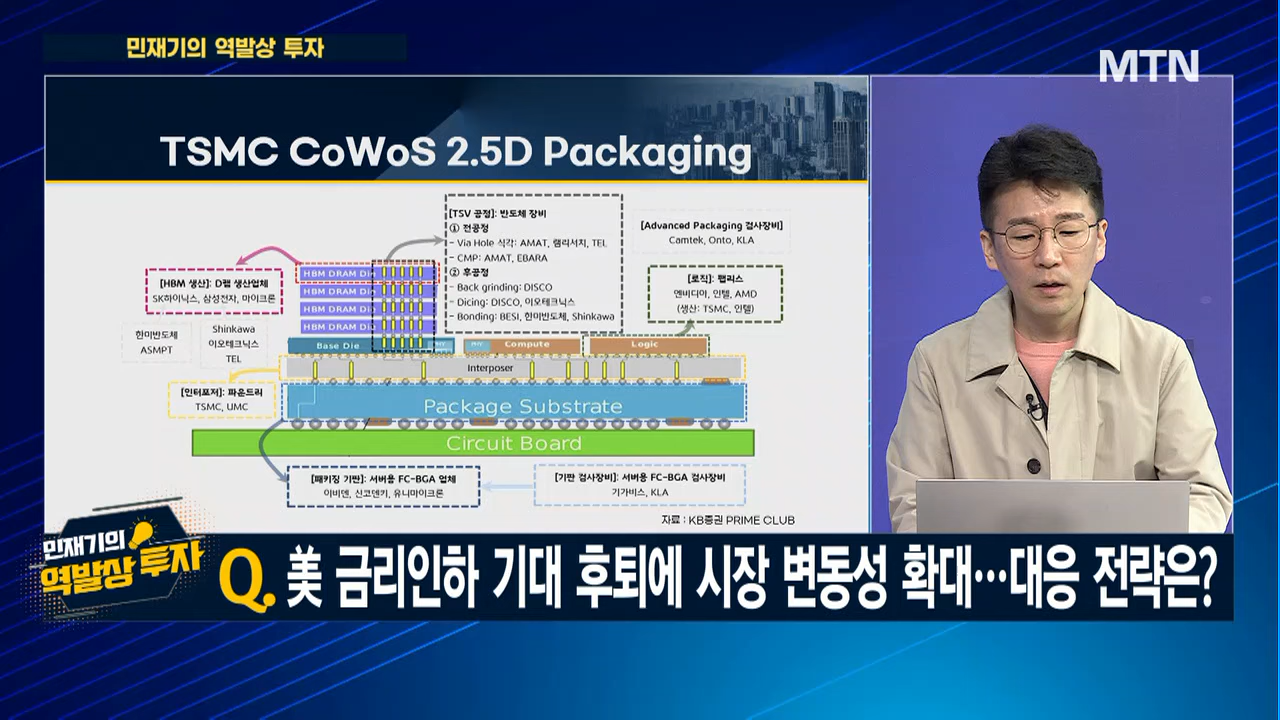 민재기의 역발상 투자
MTN
TSMC CoWoS 2.5D Packaging
[TSV 공정]: 반도체 장비
① 전공정
- Via Hole 식각: AMAT, 램리서치, TEL
- CMP: AMAT, EBARA
② 후공정
- Back grinding: DISCO
- Dicing: DISCO, 이오테크닉스
- Bonding: BESI, 한미반도체, Shinkawa
[Advanced Packaging 검사장비]
Camtek, Onto, KLA
[HBM 생산]: D램 생산업체
SK하이닉스, 삼성전자, 마이크론
HBM DRAM Die
HBM DRAM Die
HBM DRAM Die
HBM DRAM Die
[로직]: 팹리스
엔비디아, 인텔, AMD
(생산: TSMC, 인텔)
한미반도체
ASMPT
Shinkawa
이오테크닉스
TEL
Base Die
PHY
PHY
Compute
Logic
Interposer
[인터포저]: 파운드리
TSMC, UMC
Package Substrate
Circuit Board
[패키징 기판]: 서버용 FC-BGA 업체
이비덴, 신코덴키, 유니마이크론
[기판 검사장비]: 서버용 FC-BGA 검사장비
기가비스, KLA
자료 : KB증권 PRIME CLUB
민재기의
역발상 투자
Q. 美 금리인하 기대 후퇴에 시장 변동성 확대…대응 전략은?